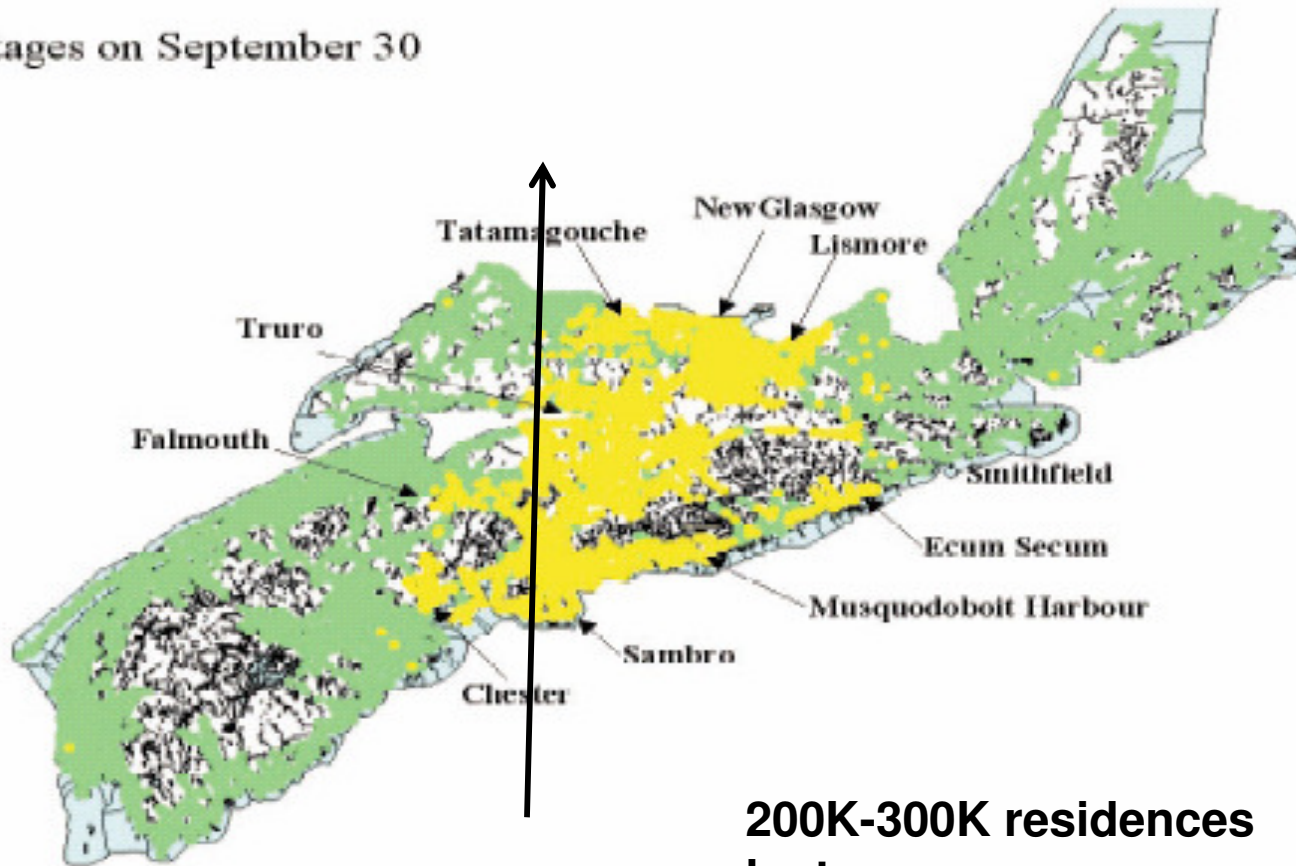 on September 30
New Glasgow
Tatamagouche
Lismore
Truro
Falmouth
Smithfield
Ecum Secum
Musquodoboit Harbour
Sambro
Chester
200K-300K residences